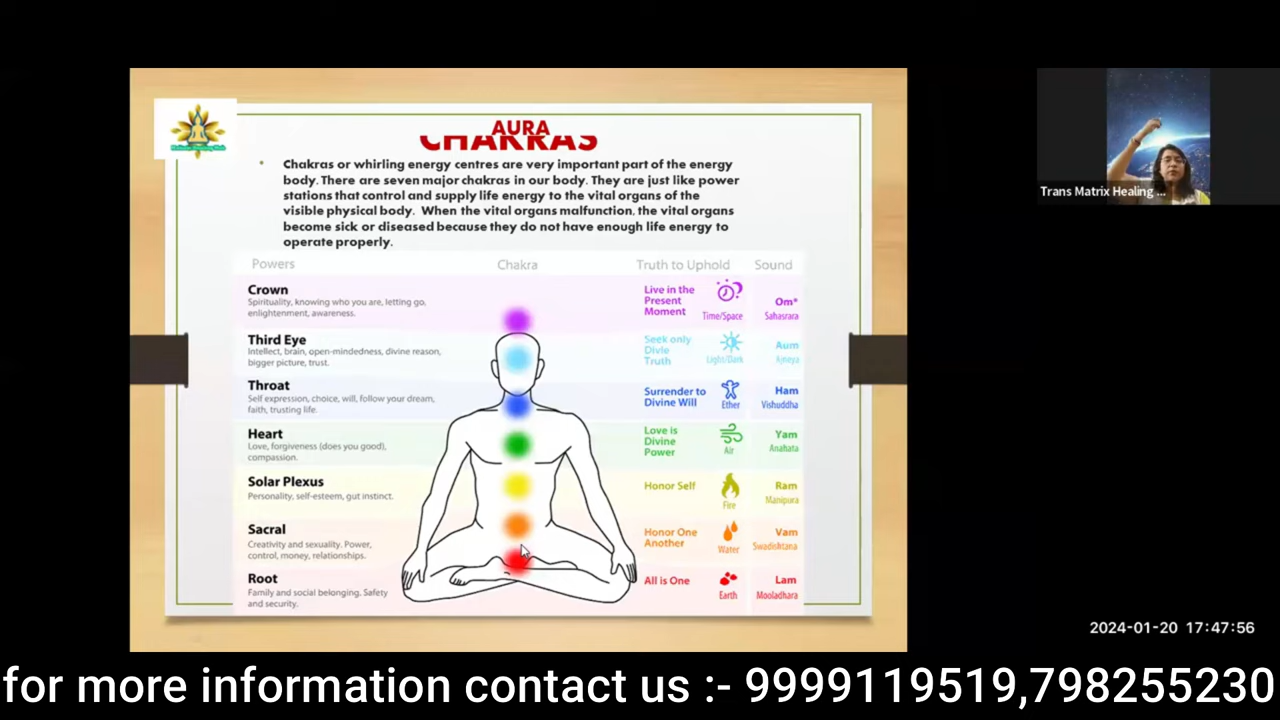 AURA
CHAKRAS
Chakras or whirling energy centres are very important part of the energy
body. There are seven major chakras in our body. They are just like power
stations that control and supply life energy to the vital organs of the
visible physical body. When the vital organs malfunction, the vital organs
become sick or diseased because they do not have enough life energy to
operate properly.
Powers Chakra Truth to Uphold Sound
Crown
Spirituality, knowing who you are, letting go,
enlightenment, awareness.
Live in the
Present
Moment
Time/Space
Om*
Sahasrara
Third Eye
Intellect, brain, open-mindedness, divine reason,
bigger picture, trust.
Seek only
Divie
Truth
Light/Dark
Aum
Ajneya
Throat
Self expression, choice, will, follow your dream,
faith, trusting life.
Surrender to
Divine Will
Ether
Ham
Vishuddha
Heart
Love, forgiveness (does you good),
compassion.
Love is
Divine
Power
Air
Yam
Anahata
Solar Plexus
Personality, self-esteem, gut instinct.
Honor Self
Fire
Ram
Manipura
Sacral
Creativity and sexuality. Power,
control, money, relationships.
Honor One
Another
Water
Vam
Swadishtana
Root
Family and social belonging, Safety
and security.
All is One
Earth
Lam
Mooladhara
Trans Matrix Healing ...
2024-01-20 17:47:56
for more information contact us :- 9999119519,798255230